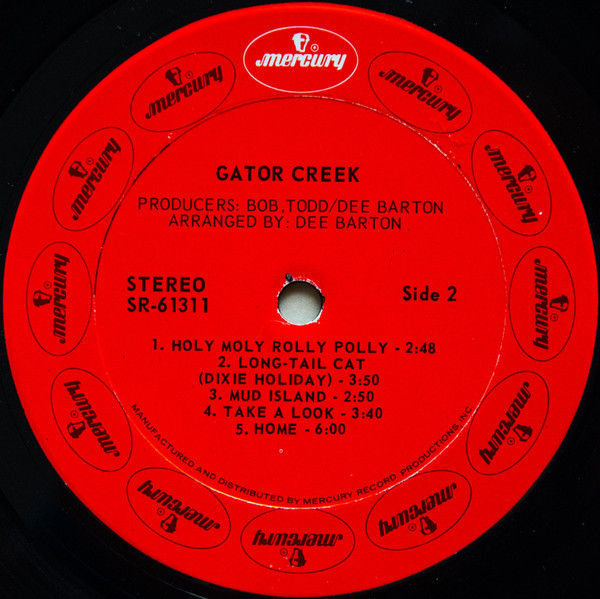 mercury
GATOR CREEK
PRODUCERS: BOB, TODD/DEE BARTON
ARRANGED BY: DEE BARTON
STEREO
SR-61311
Side 2
1. HOLY MOLY ROLLY POLLY - 2:48
2. LONG-TAIL CAT
(DIXIE HOLIDAY) - 3:50
3. MUD ISLAND - 2:50
4. TAKE A LOOK - 3:40
5. HOME - 6:00
MANUFACTURED AND DISTRIBUTED BY MERCURY RECORD PRODUCTIONS, INC.
mercury
mercury
mercury
mercury
mercury
mercury
mercury
mercury
mercury
mercury
mercury